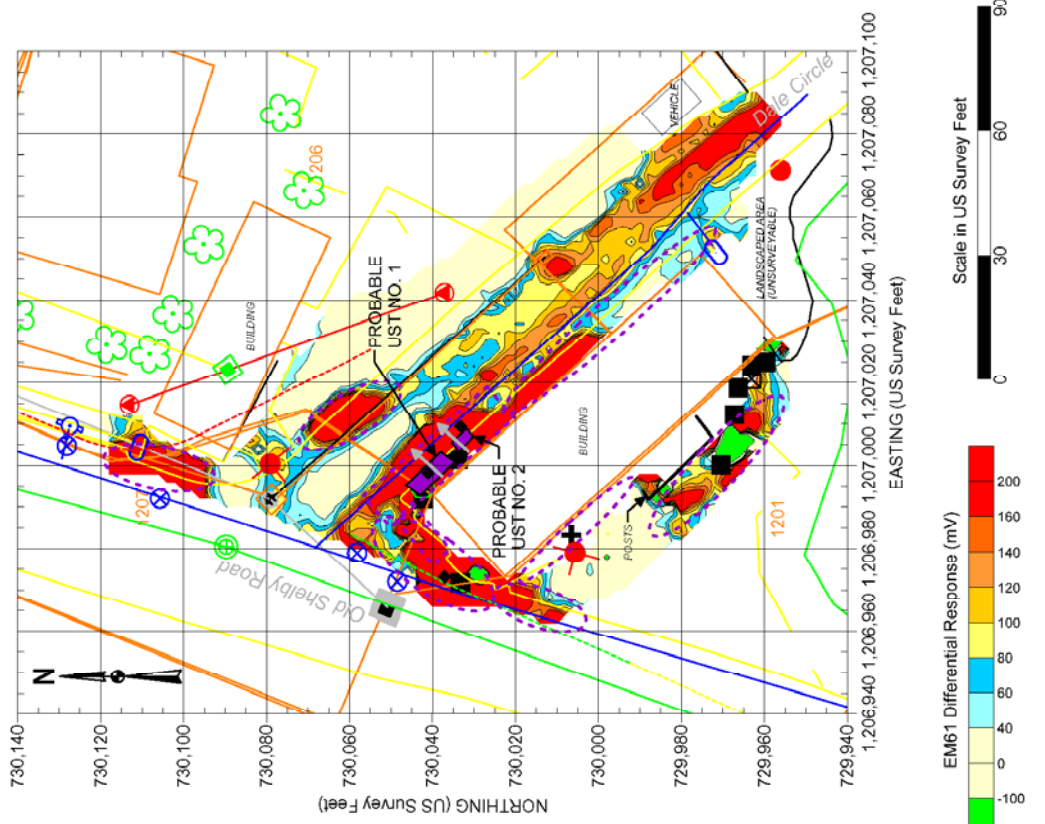 730,140
730,120
730,100
730,080
730,060
730,040
730,020
730,000
729,980
729,960
729,940
NORTHING (US Survey Feet)
1,206,940
1,206,960
1,206,980
1,207,000
1,207,020
1,207,040
1,207,060
1,207,080
1,207,100
EASTING (US Survey Feet)
N
Old Shelby Road
1207
BUILDING
1206
PROBABLE
UST NO. 1
PROBABLE
UST NO. 2
BUILDING
POSTS
1201
VEHICLE
Dale Circle
LANDSCAPED AREA
(UNSURVEYABLE)
EM61 Differential Response (mV)
-100
0
40
60
80
100
120
140
160
200
Scale in US Survey Feet
0
30
60
90